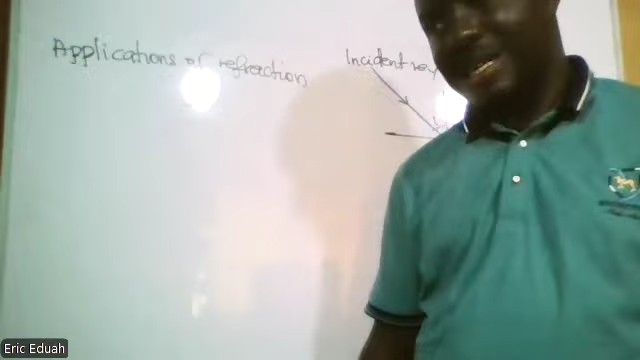 Applications of refraction
Incident ray
Eric Eduah